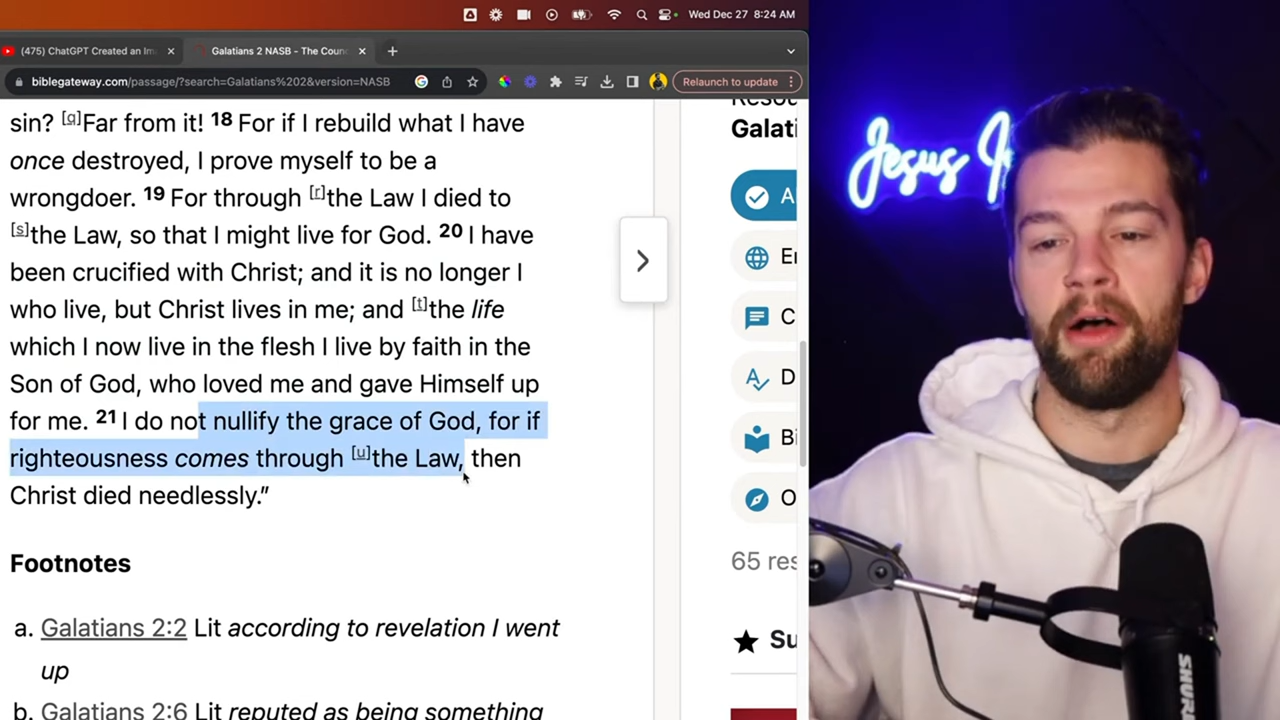 Wed Dec 27 8:24 AM
(475) ChatGPT Created an Im
Galatians 2 NASB - The Coun
biblegateway.com/passage/?search=Galatians%202&version=NASB
Relaunch to update
sin? [q]Far from it! 18 For if I rebuild what I have
once destroyed, I prove myself to be a
wrongdoer. 19 For through [r]the Law I died to
[s]the Law, so that I might live for God. 20 I have
been crucified with Christ; and it is no longer I
who live, but Christ lives in me; and [t]the life
which I now live in the flesh I live by faith in the
Son of God, who loved me and gave Himself up
for me. 21 I do not nullify the grace of God, for if
righteousness comes through [u]the Law, then
Christ died needlessly.”
Footnotes
a. Galatians 2:2 Lit according to revelation I went
up
b. Galatians 2:6 Lit reputed as being something
Galati
A
En
C
D
Bi
O
65 res
Su
Jesus
SHURE